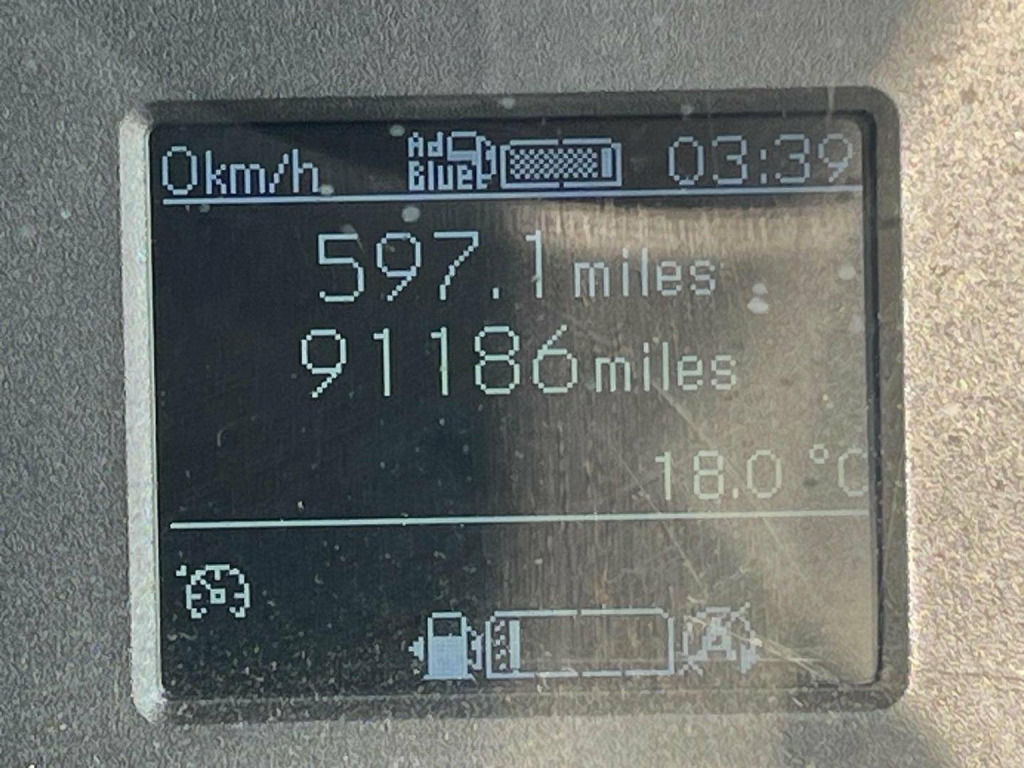 0km/h Ad Blue 03:39
597.1 miles
91186 miles
18.0 °C